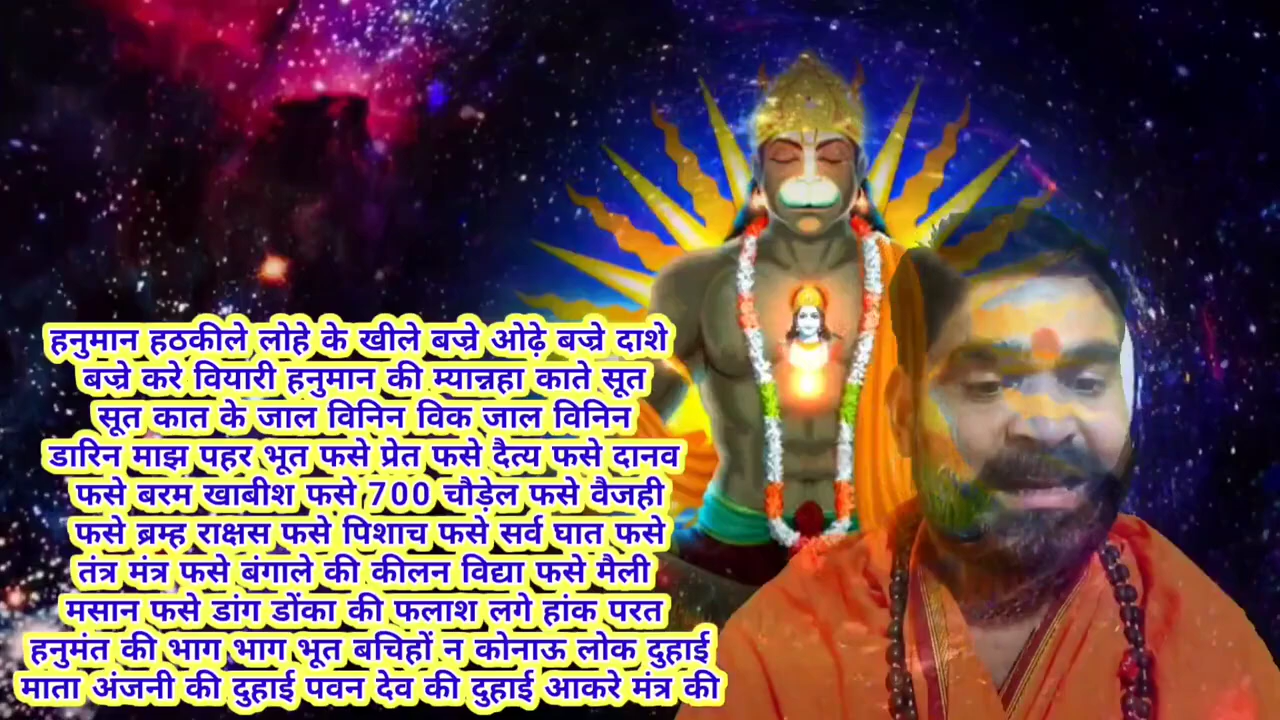 हनुमान हठकीले लोहे के खीले बज्रे ओढ़े बज्रे दाशे
बज्रे करे वियारी हनुमान की म्यान्नहा काते सूत
सूत कात के जाल विनिन विक जाल विनिन
डारिन माझ पहर भूत फसे प्रेत फसे दैत्य फसे दानव
फसे बरम खाबीश फसे 700 चौड़ेल फसे वैजही
फसे ब्रम्ह राक्षस फसे पिशाच फसे सर्व घात फसे
तंत्र मंत्र फसे बंगाले की कीलन विद्या फसे मैली
मसान फसे डांग डोंका की फलाश लगे हांक परत
हनुमंत की भाग भाग भूत बचिहों न कोनाऊ लोक दुहाई
माता अंजनी की दुहाई पवन देव की दुहाई आकरे मंत्र की